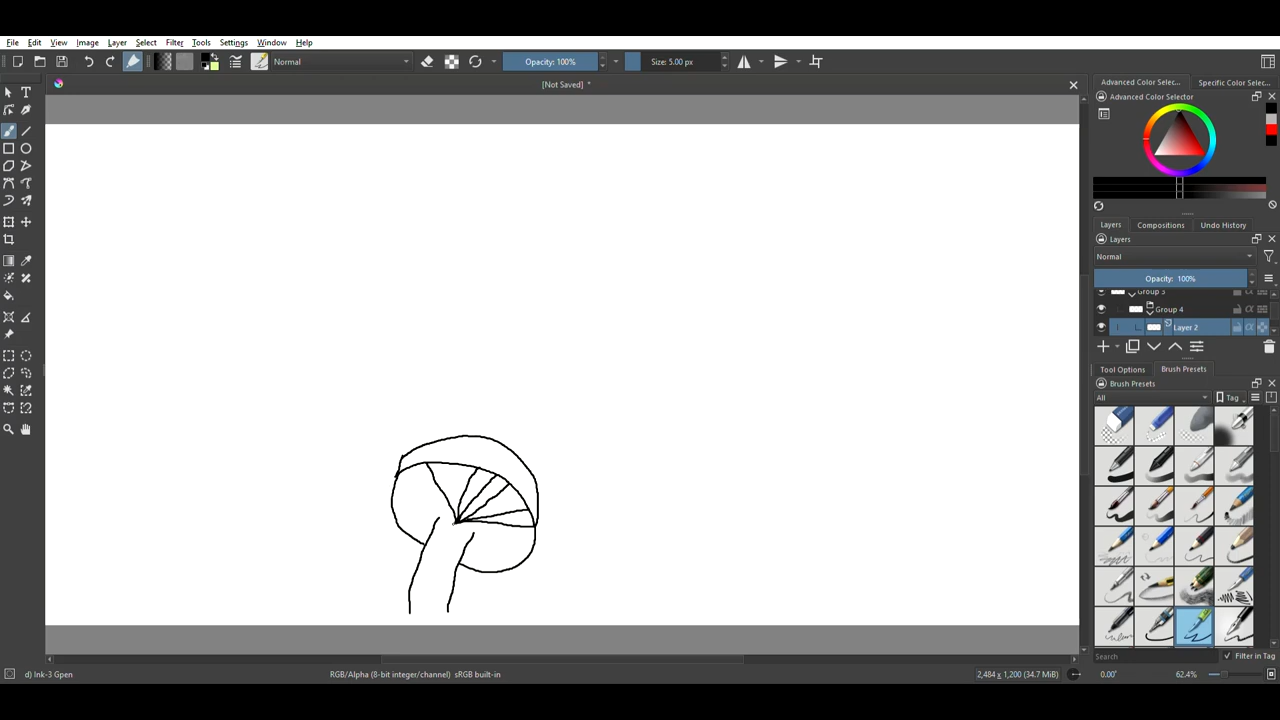 File Edit View Image Layer Select Filter Tools Settings Window Help
Normal Opacity: 100% Size: 5.00 px
[Not Saved] *
Advanced Color Selec... Specific Color Selec...
Advanced Color Selector
Layers Compositions Undo History
Layers
Normal
Opacity: 100%
Group 3
Group 4
Layer 2
Tool Options Brush Presets
Brush Presets
All Tag
Search Filter in Tag
d) Ink-3 Gpen RGB/Alpha (8-bit integer/channel) sRGB built-in 2,484 x 1,200 (34.7 MiB) 0.00° 62.4%